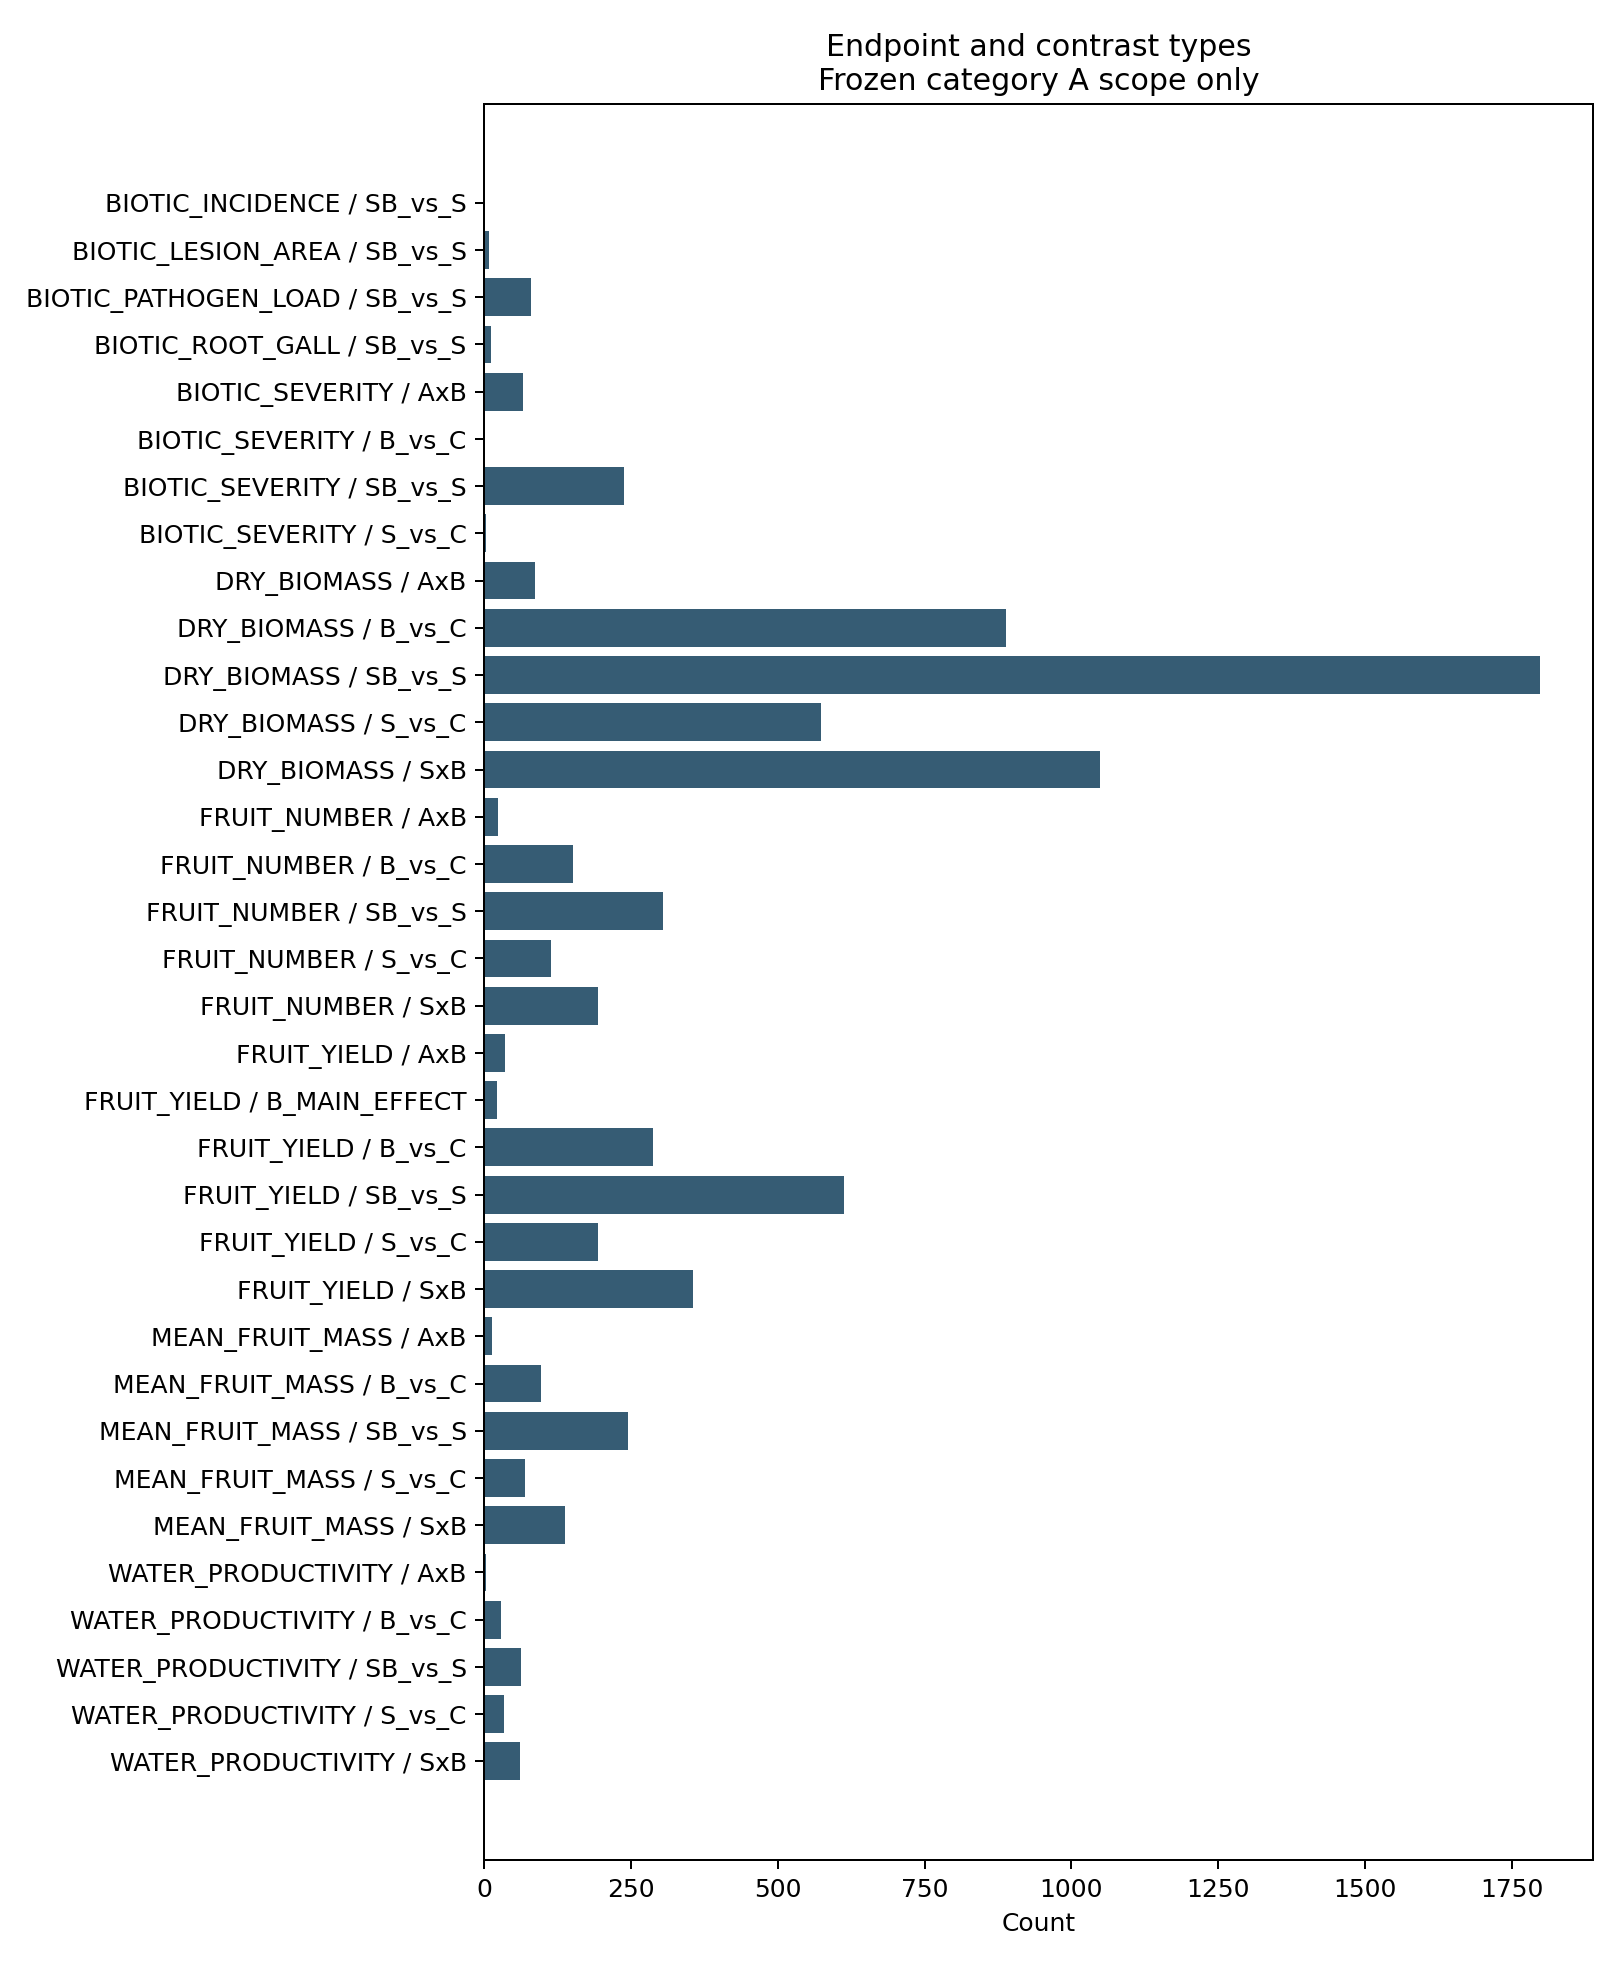 Endpoint and contrast types
Frozen category A scope only
BIOTIC_INCIDENCE / SB_vs_S
BIOTIC_LESION_AREA / SB_vs_S
BIOTIC_PATHOGEN_LOAD / SB_vs_S
BIOTIC_ROOT_GALL / SB_vs_S
BIOTIC_SEVERITY / AxB
BIOTIC_SEVERITY / B_vs_C
BIOTIC_SEVERITY / SB_vs_S
BIOTIC_SEVERITY / S_vs_C
DRY_BIOMASS / AxB
DRY_BIOMASS / B_vs_C
DRY_BIOMASS / SB_vs_S
DRY_BIOMASS / S_vs_C
DRY_BIOMASS / SxB
FRUIT_NUMBER / AxB
FRUIT_NUMBER / B_vs_C
FRUIT_NUMBER / SB_vs_S
FRUIT_NUMBER / S_vs_C
FRUIT_NUMBER / SxB
FRUIT_YIELD / AxB
FRUIT_YIELD / B_MAIN_EFFECT
FRUIT_YIELD / B_vs_C
FRUIT_YIELD / SB_vs_S
FRUIT_YIELD / S_vs_C
FRUIT_YIELD / SxB
MEAN_FRUIT_MASS / AxB
MEAN_FRUIT_MASS / B_vs_C
MEAN_FRUIT_MASS / SB_vs_S
MEAN_FRUIT_MASS / S_vs_C
MEAN_FRUIT_MASS / SxB
WATER_PRODUCTIVITY / AxB
WATER_PRODUCTIVITY / B_vs_C
WATER_PRODUCTIVITY / SB_vs_S
WATER_PRODUCTIVITY / S_vs_C
WATER_PRODUCTIVITY / SxB
0 250 500 750 1000 1250 1500 1750
Count